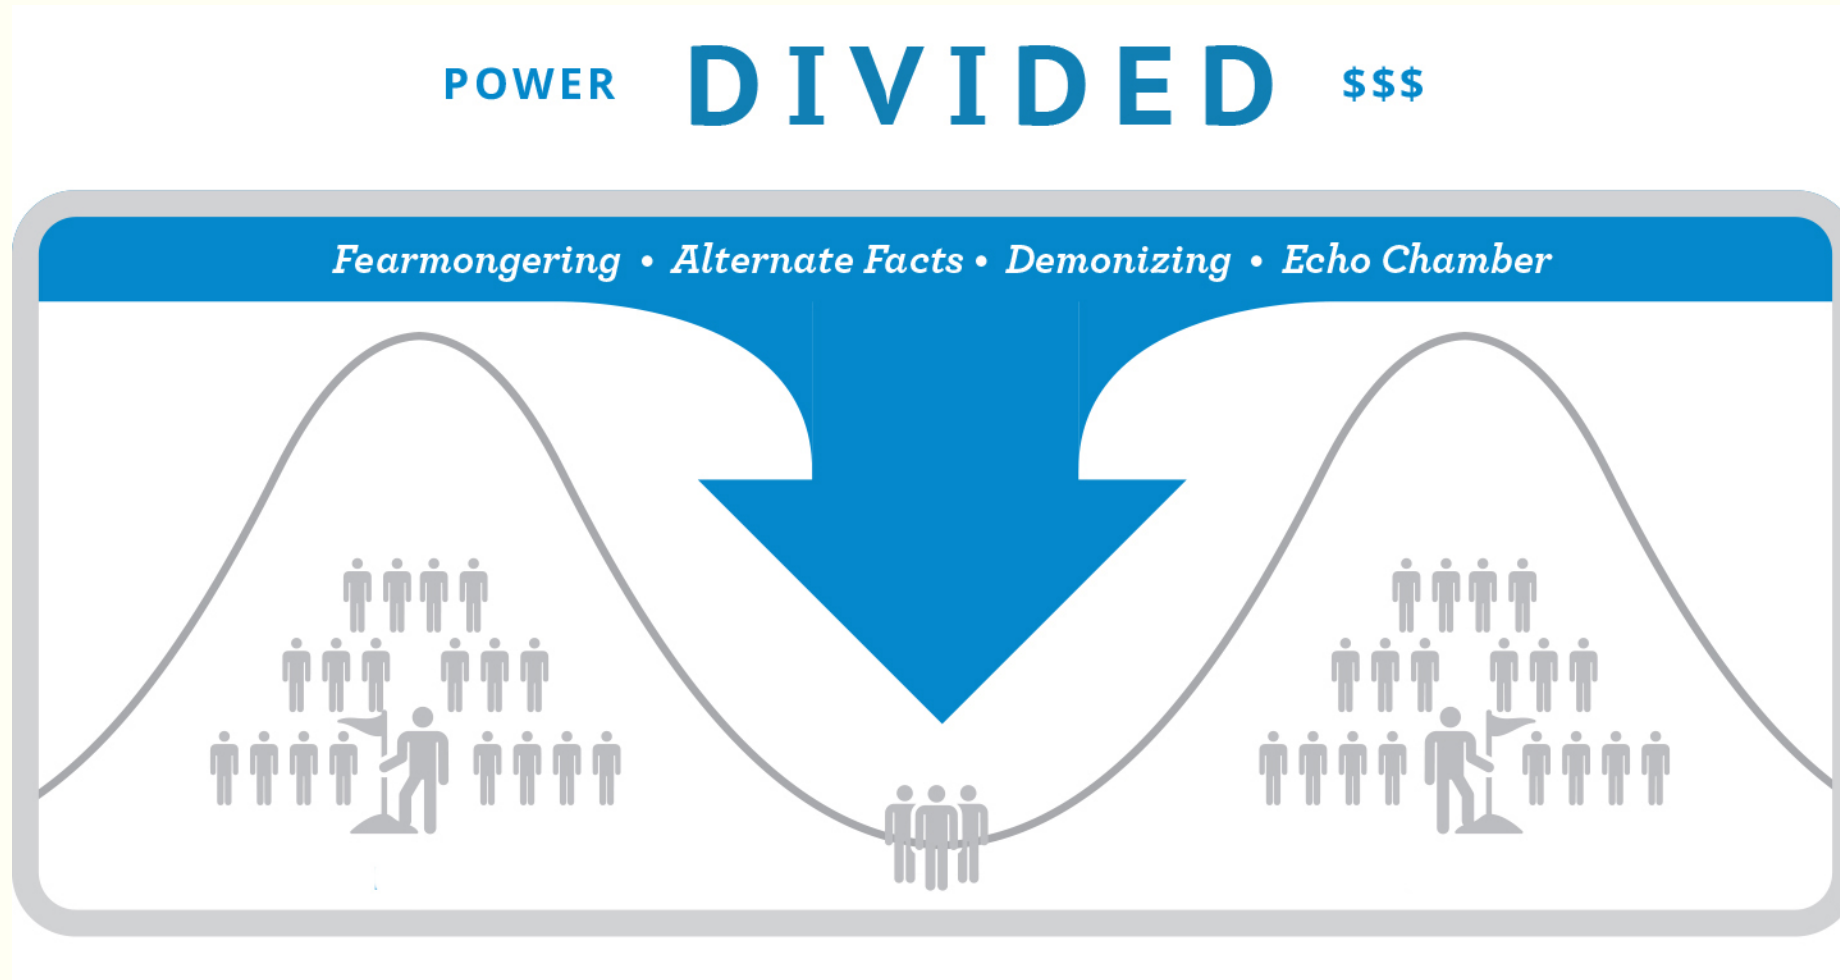 POWER DIVIDED $$$
Fearmongering • Alternate Facts • Demonizing • Echo Chamber